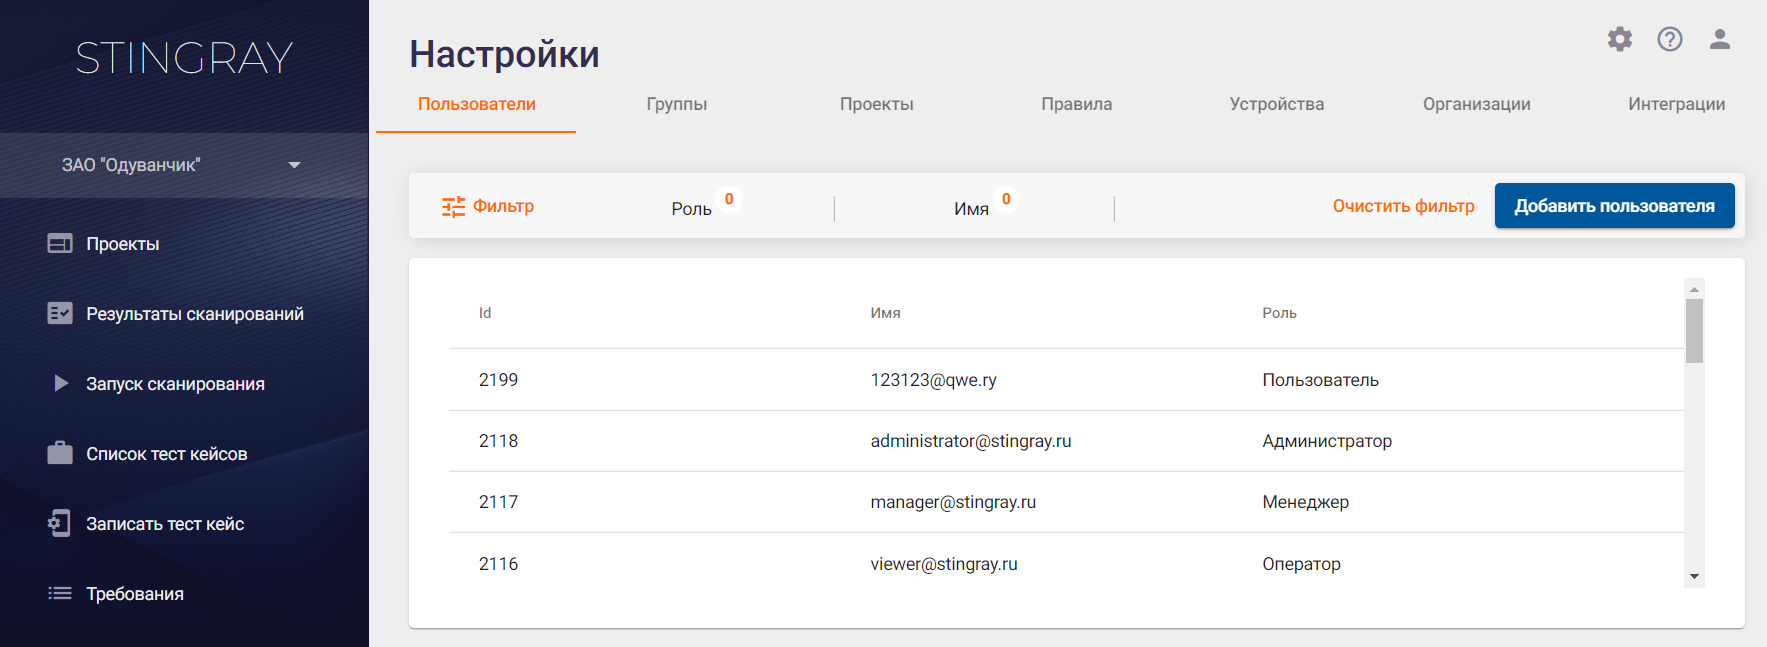 STINGRAY
ЗАО "Одуванчик"
Проекты
Результаты сканирований
Запуск сканирования
Список тест кейсов
Записать тест кейс
Требования
Настройки
Пользователи Группы Проекты Правила Устройства Организации Интеграции
Фильтр Роль 0 Имя 0 Очистить фильтр Добавить пользователя
Id Имя Роль
2199 123123@qwe.ry Пользователь
2118 administrator@stingray.ru Администратор
2117 manager@stingray.ru Менеджер
2116 viewer@stingray.ru Оператор